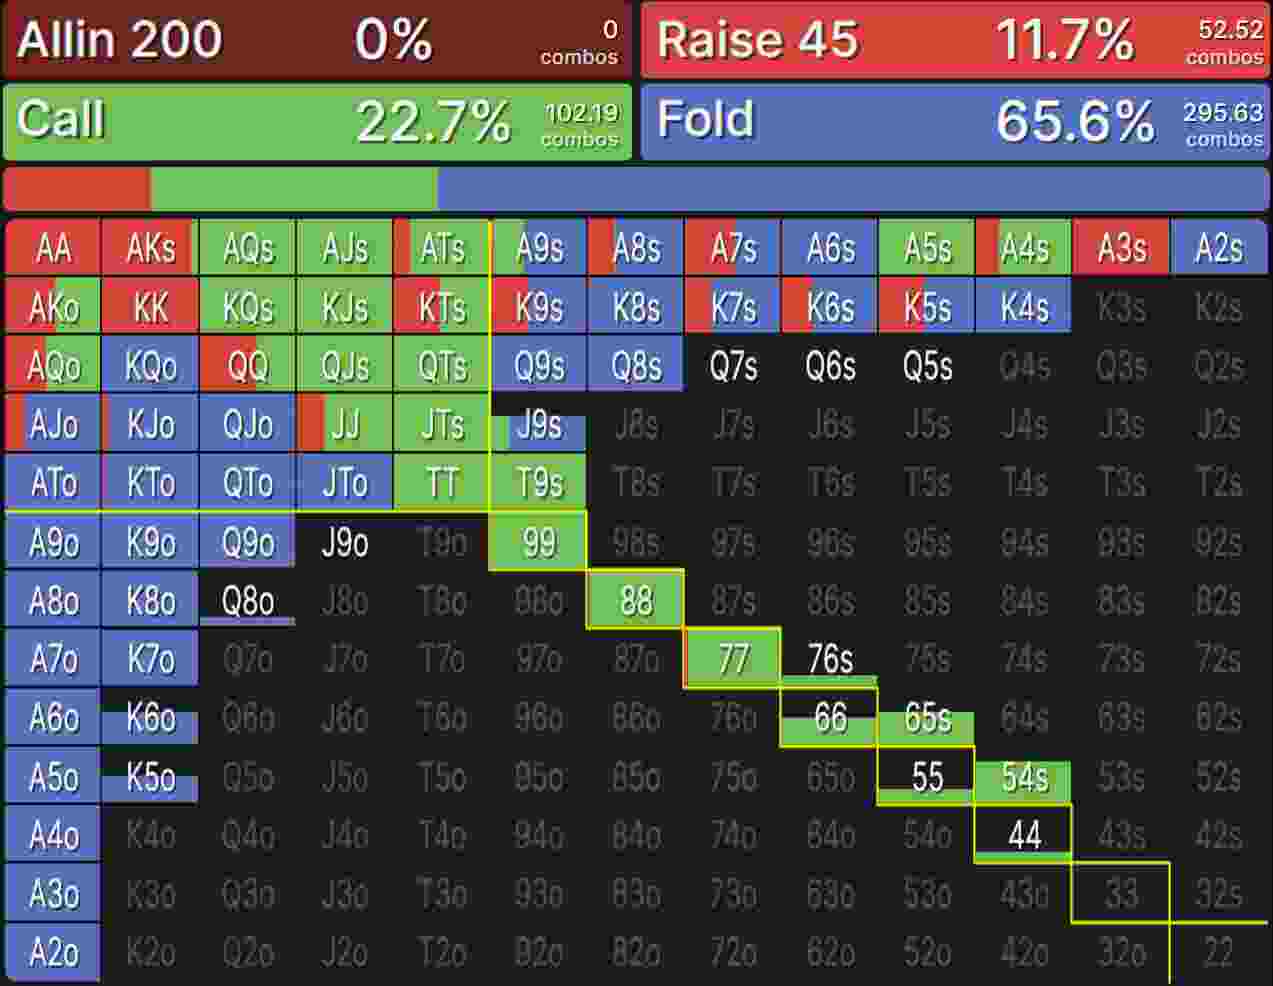 Allin 200 0% 0 combos Raise 45 11.7% 52.52 combos
Call 22.7% 102.19 combos Fold 65.6% 295.63 combos
AA AKs AQs AJs ATs A9s A8s A7s A6s A5s A4s A3s A2s
AKo KK KQs KJs KTs K9s K8s K7s K6s K5s K4s K3s K2s
AQo KQo QQ QJs QTs Q9s Q8s Q7s Q6s Q5s Q4s Q3s Q2s
AJo KJo QJo JJ JTs J9s J8s J7s J6s J5s J4s J3s J2s
ATo KTo QTo JTo TT T9s T8s T7s T6s T5s T4s T3s T2s
A9o K9o Q9o J9o T9o 99 98s 97s 96s 95s 94s 93s 92s
A8o K8o Q8o J8o T8o 98o 88 87s 86s 85s 84s 83s 82s
A7o K7o Q7o J7o T7o 97o 87o 77 76s 75s 74s 73s 72s
A6o K6o Q6o J6o T6o 96o 86o 76o 66 65s 64s 63s 62s
A5o K5o Q5o J5o T5o 95o 85o 75o 65o 55 54s 53s 52s
A4o K4o Q4o J4o T4o 94o 84o 74o 64o 54o 44 43s 42s
A3o K3o Q3o J3o T3o 93o 83o 73o 63o 53o 43o 33 32s
A2o K2o Q2o J2o T2o 92o 82o 72o 62o 52o 42o 32o 22